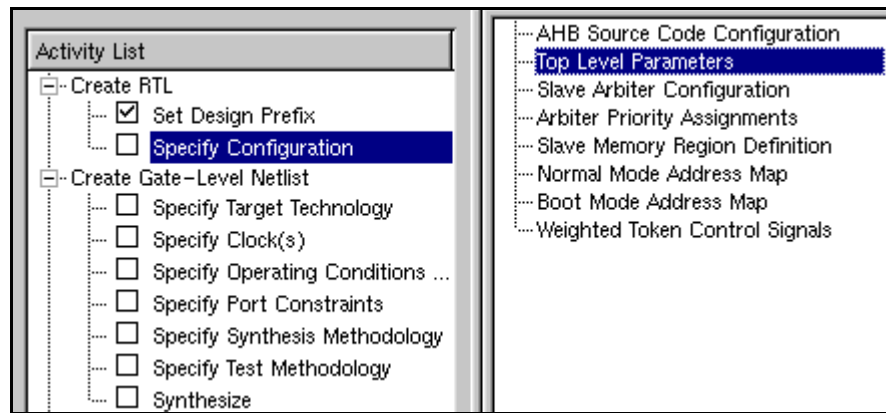 Activity List
Create RTL
Set Design Prefix
Specify Configuration
Create Gate-Level Netlist
Specify Target Technology
Specify Clock(s)
Specify Operating Conditions ...
Specify Port Constraints
Specify Synthesis Methodology
Specify Test Methodology
Synthesize
AHB Source Code Configuration
Top Level Parameters
Slave Arbiter Configuration
Arbiter Priority Assignments
Slave Memory Region Definition
Normal Mode Address Map
Boot Mode Address Map
Weighted Token Control Signals